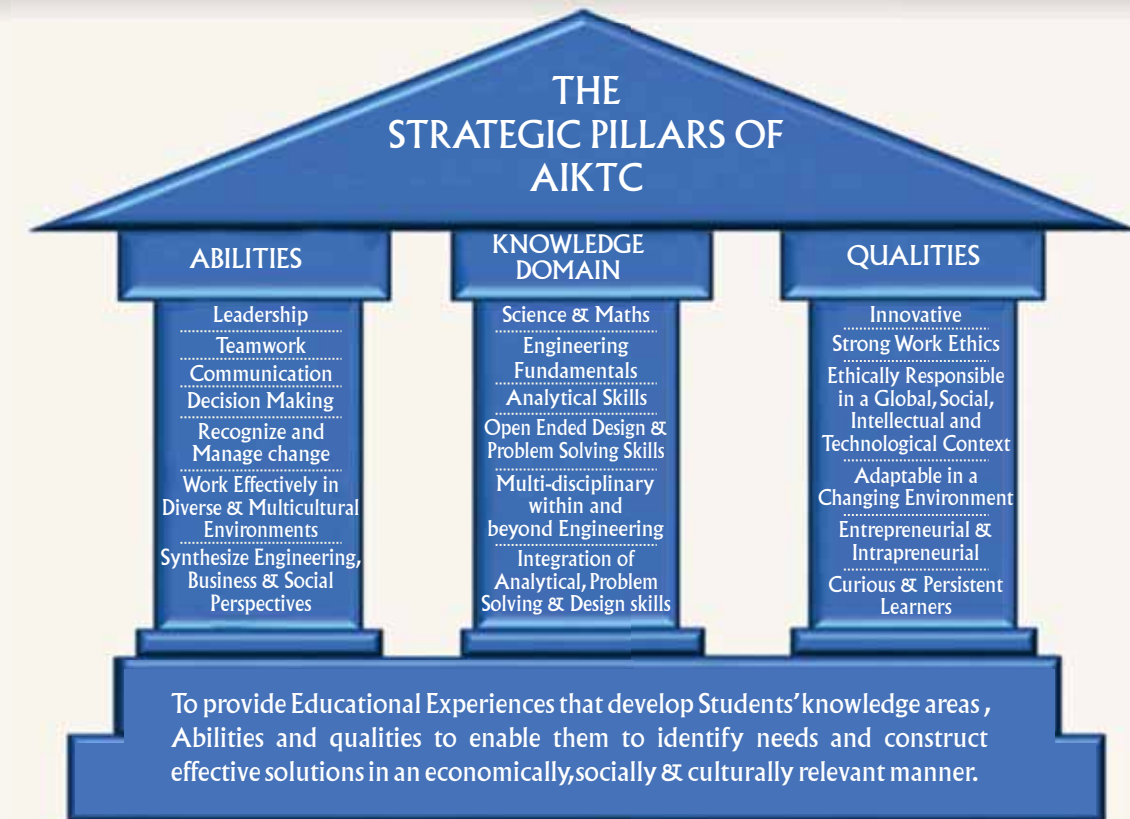 THE
STRATEGIC PILLARS OF
AIKTC
ABILITIES
Leadership
Teamwork
Communication
Decision Making
Recognize and
Manage change
Work Effectively in
Diverse & Multicultural
Environments
Synthesize Engineering,
Business & Social
Perspectives
KNOWLEDGE
DOMAIN
Science & Maths
Engineering
Fundamentals
Analytical Skills
Open Ended Design &
Problem Solving Skills
Multi-disciplinary
within and
beyond Engineering
Integration of
Analytical, Problem
Solving & Design skills
QUALITIES
Innovative
Strong Work Ethics
Ethically Responsible
in a Global, Social,
Intellectual and
Technological Context
Adaptable in a
Changing Environment
Entrepreneurial &
Intrapreneurial
Curious & Persistent
Learners
To provide Educational Experiences that develop Students' knowledge areas ,
Abilities and qualities to enable them to identify needs and construct
effective solutions in an economically,socially & culturally relevant manner.